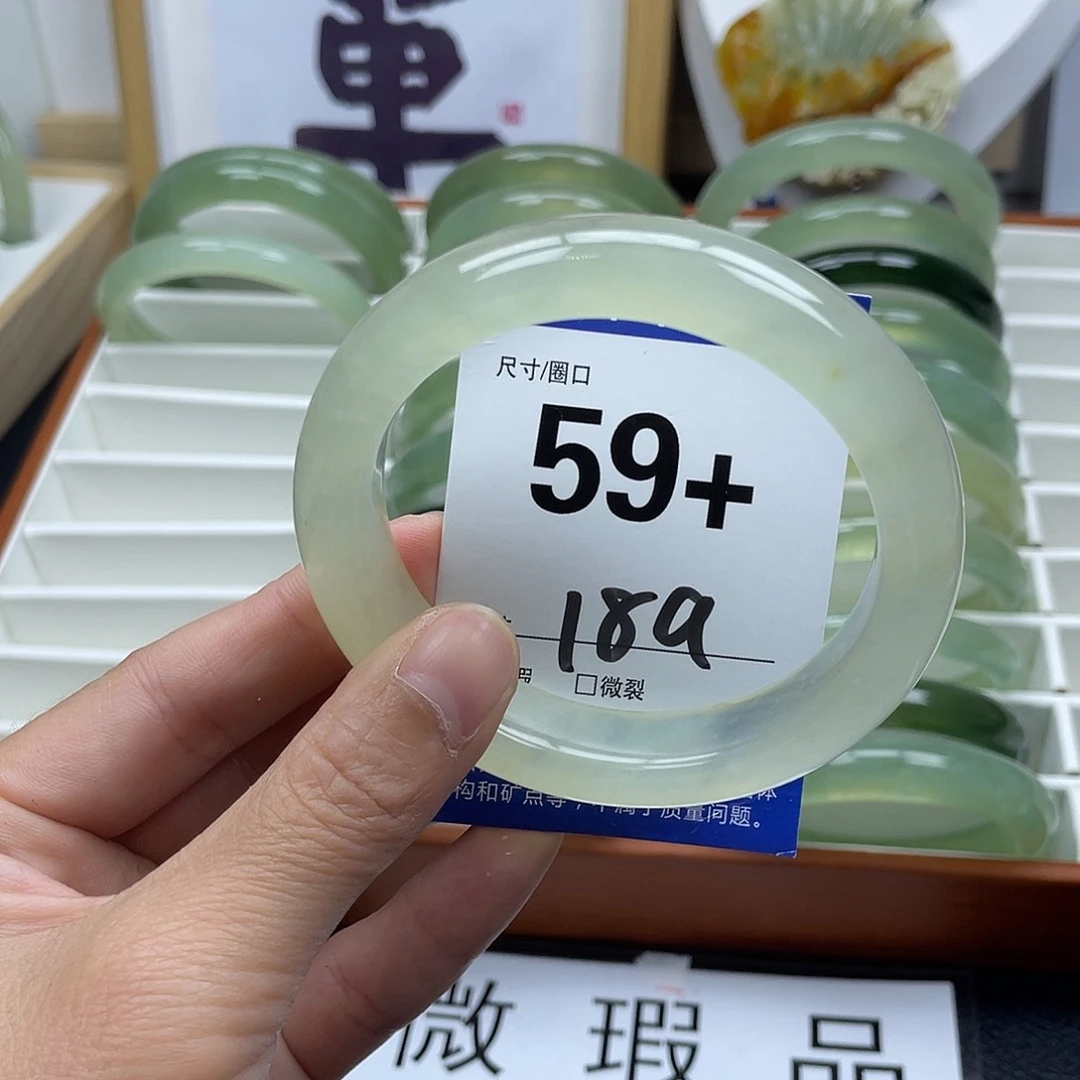 尺寸/圈口
59+
189
□微裂
构和矿点等，不属于质量问题。
微瑕品